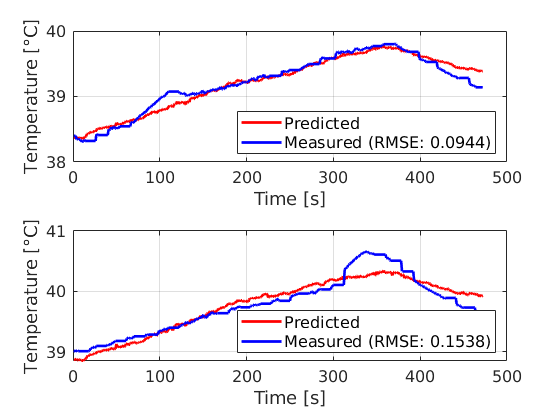 40
39
38
Temperature [°C]
Predicted
Measured (RMSE: 0.0944)
0 100 200 300 400 500
Time [s]
41
40
39
Temperature [°C]
Predicted
Measured (RMSE: 0.1538)
0 100 200 300 400 500
Time [s]